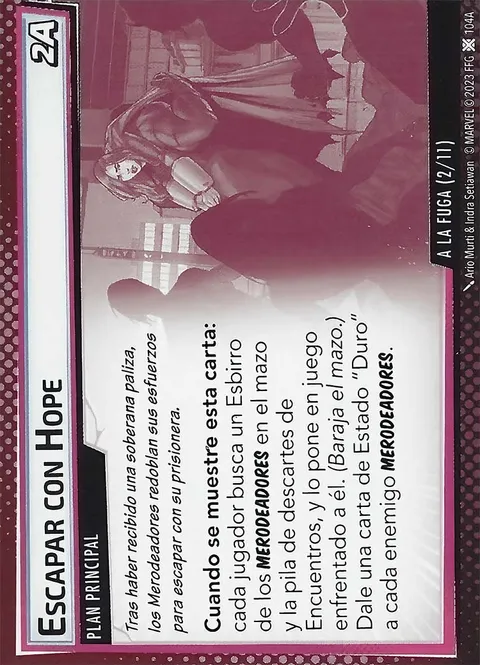 ESCAPAR CON HOPE
2A
PLAN PRINCIPAL
Tras haber recibido una soberana paliza,
los Merodeadores redoblan sus esfuerzos
para escapar con su prisionera.
Cuando se muestre esta carta:
cada jugador busca un Esbirro
de los MERODEADORES en el mazo
y la pila de descartes de
Encuentros, y lo pone en juego
enfrentado a él. (Baraja el mazo.)
Dale una carta de Estado "Duro"
a cada enemigo MERODEADORES.
A LA FUGA (2/11)
Ario Murti & Indra Setiawan © MARVEL © 2023 FFG 104A